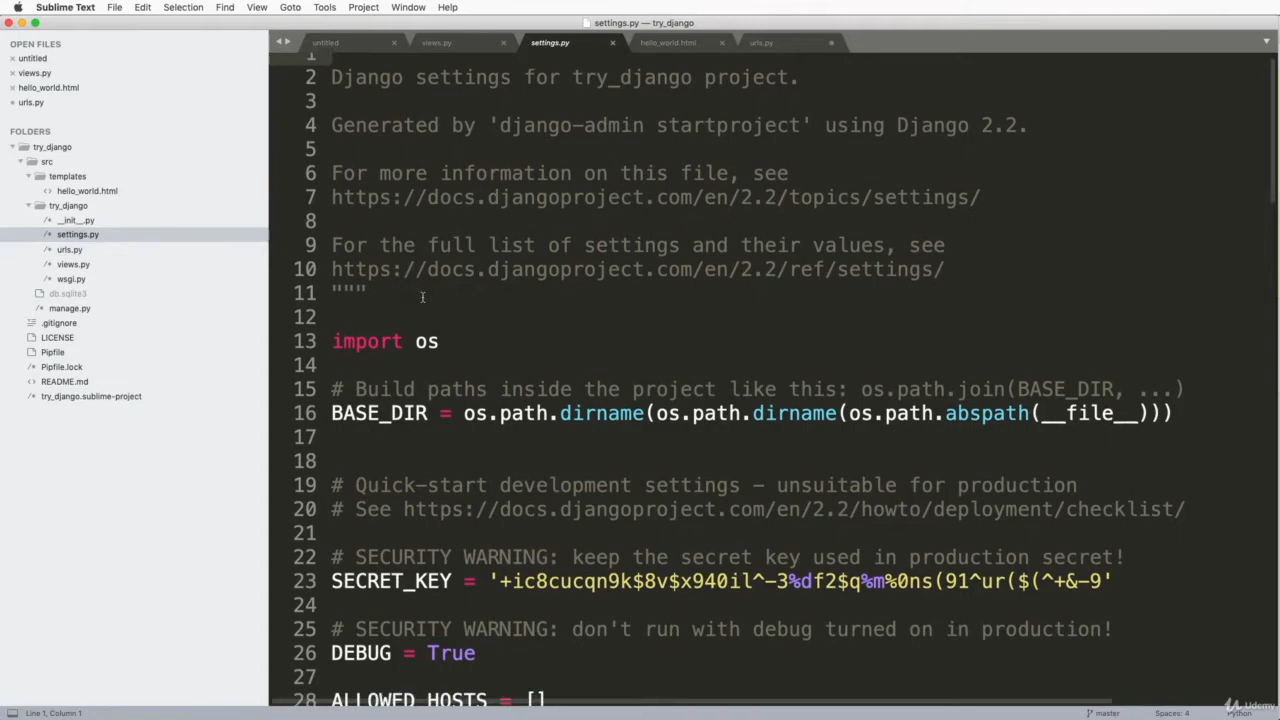 Sublime Text File Edit Selection Find View Goto Tools Project Window Help
settings.py — try_django
OPEN FILES
untitled
views.py
hello_world.html
urls.py
FOLDERS
try_django
src
templates
<> hello_world.html
try_django
/* __init__.py
/* settings.py
/* urls.py
/* views.py
/* wsgi.py
db.sqlite3
/* manage.py
.gitignore
LICENSE
Pipfile
Pipfile.lock
README.md
try_django.sublime-project
untitled views.py settings.py hello_world.html urls.py
1
2 Django settings for try_django project.
3
4 Generated by 'django-admin startproject' using Django 2.2.
5
6 For more information on this file, see
7 https://docs.djangoproject.com/en/2.2/topics/settings/
8
9 For the full list of settings and their values, see
10 https://docs.djangoproject.com/en/2.2/ref/settings/
11 """
12
13 import os
14
15 # Build paths inside the project like this: os.path.join(BASE_DIR, ...)
16 BASE_DIR = os.path.dirname(os.path.dirname(os.path.abspath(__file__)))
17
18
19 # Quick-start development settings - unsuitable for production
20 # See https://docs.djangoproject.com/en/2.2/howto/deployment/checklist/
21
22 # SECURITY WARNING: keep the secret key used in production secret!
23 SECRET_KEY = '+ic8cucqn9k$8v$x940il^-3%df2$q%m%0ns(91^ur($(^+&-9'
24
25 # SECURITY WARNING: don't run with debug turned on in production!
26 DEBUG = True
27
28 ALLOWED_HOSTS = []
Line 1, Column 1 master Spaces: 4 Python
Udemy